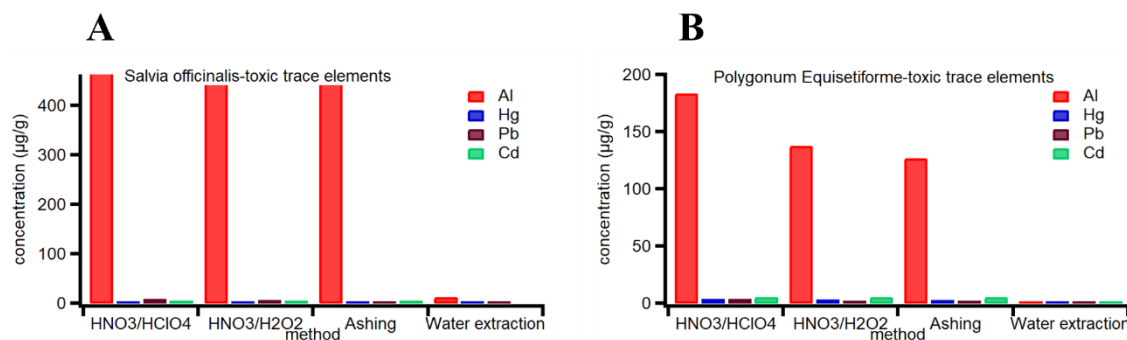 A
Salvia officinalis-toxic trace elements
400
300
200
100
0
concentration (µg/g)
Al
Hg
Pb
Cd
HNO3/HClO4 HNO3/H2O2 Ashing Water extraction
method
B
Polygonum Equisetiforme-toxic trace elements
200
150
100
50
0
concentration (µg/g)
Al
Hg
Pb
Cd
HNO3/HClO4 HNO3/H2O2 Ashing Water extraction
method